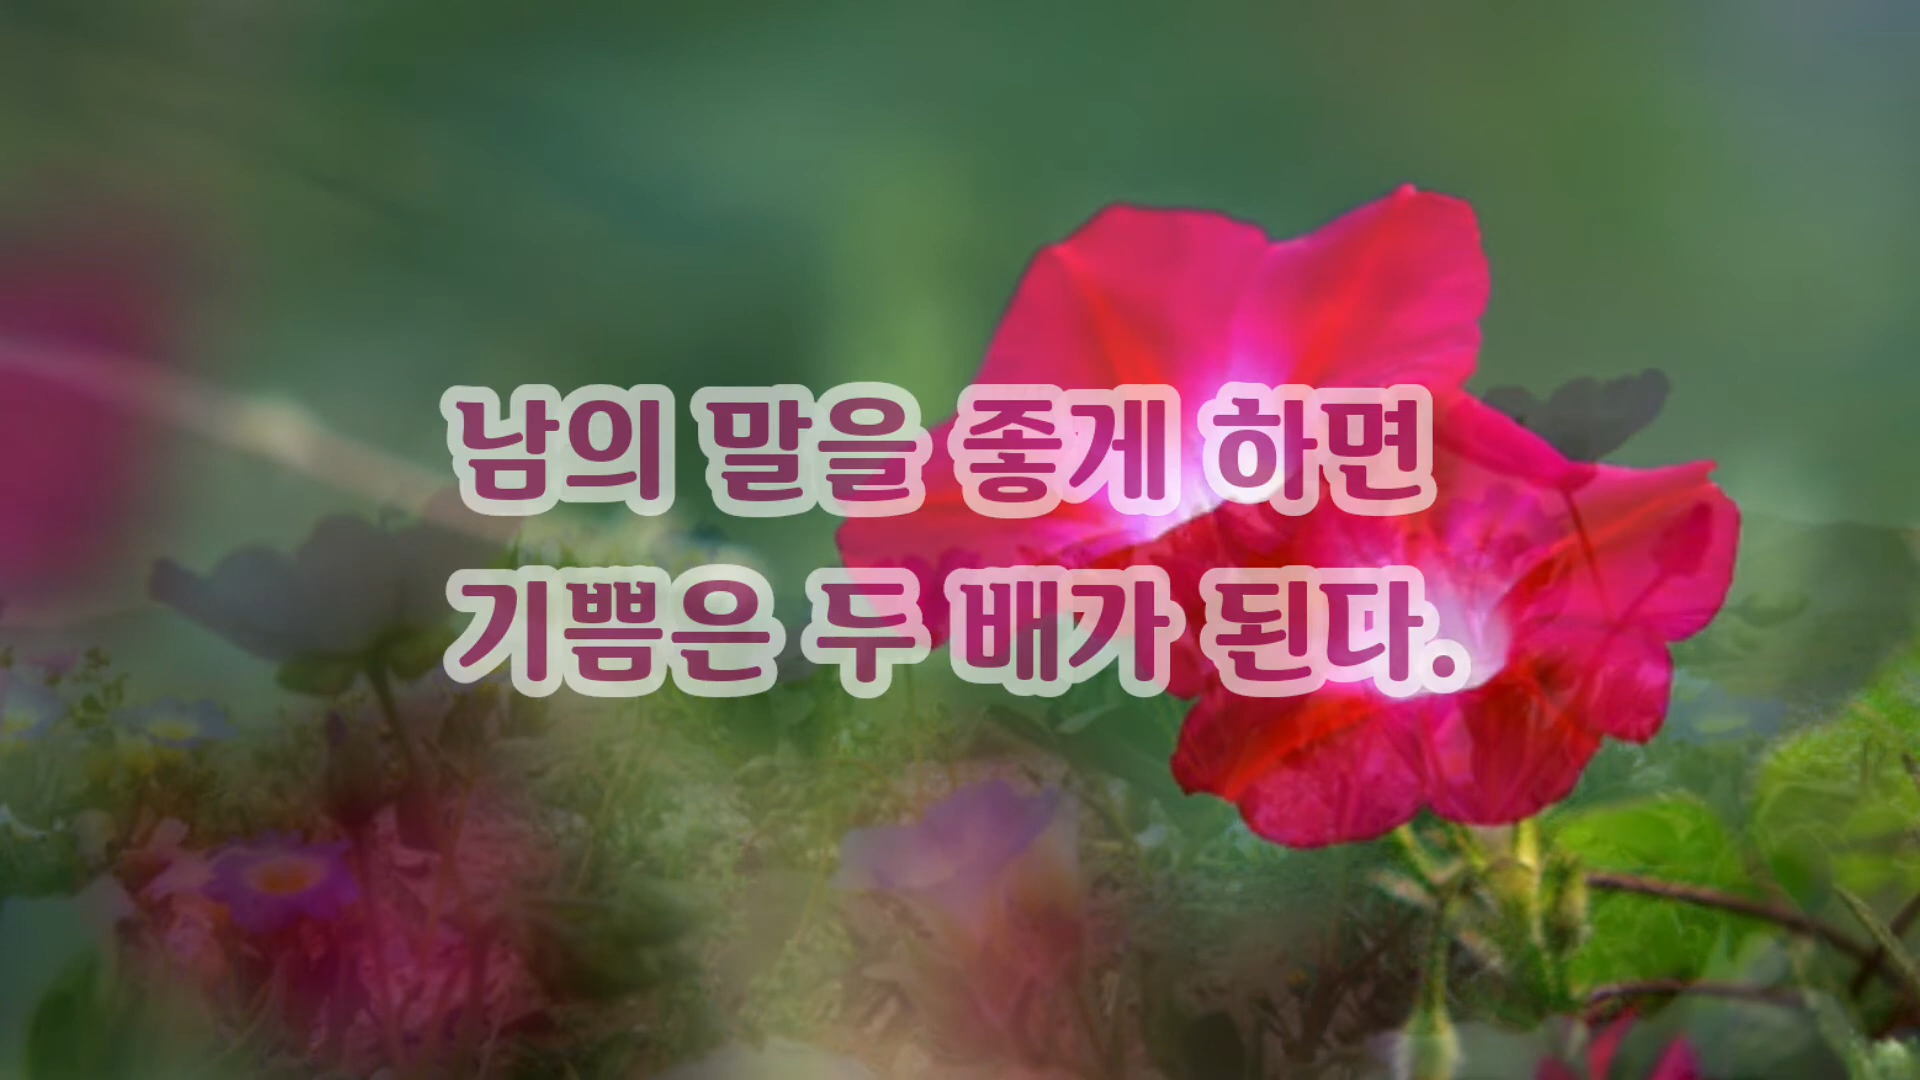 남의 말을 좋게 하면
기쁨은 두 배가 된다.